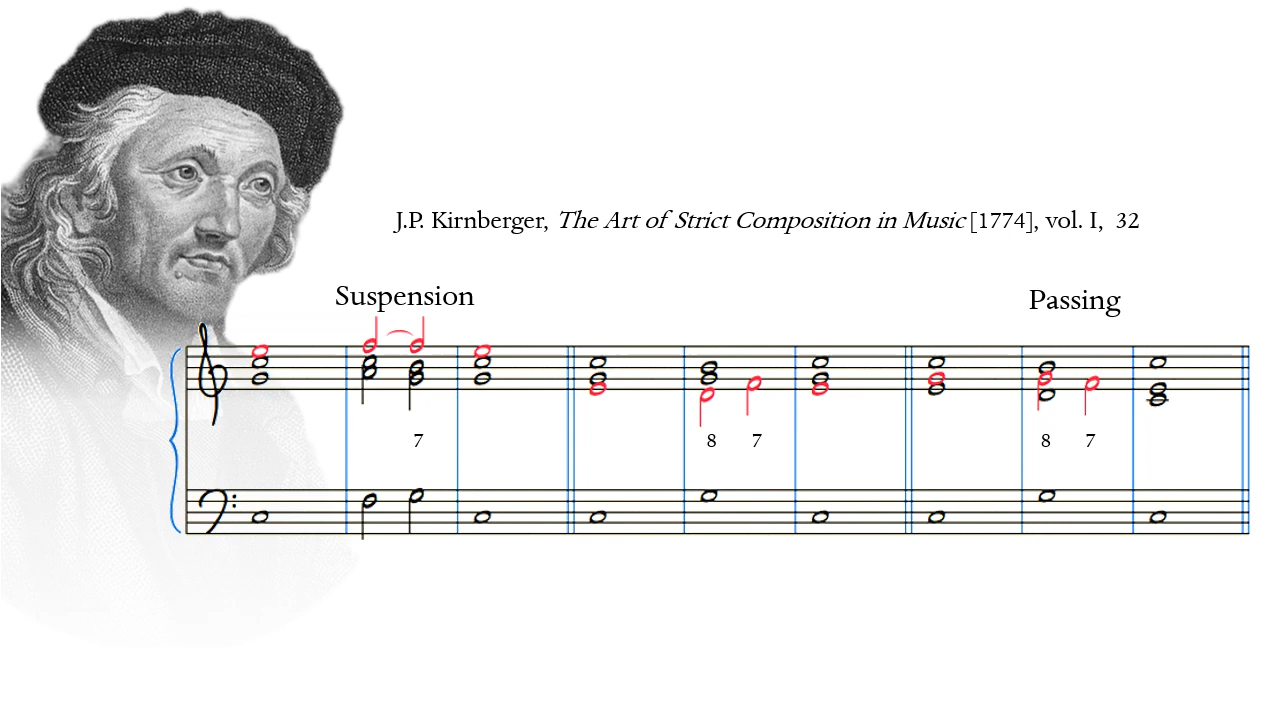 J.P. Kirnberger, The Art of Strict Composition in Music [1774], vol. I, 32
Suspension
Passing
7
8 7
8 7